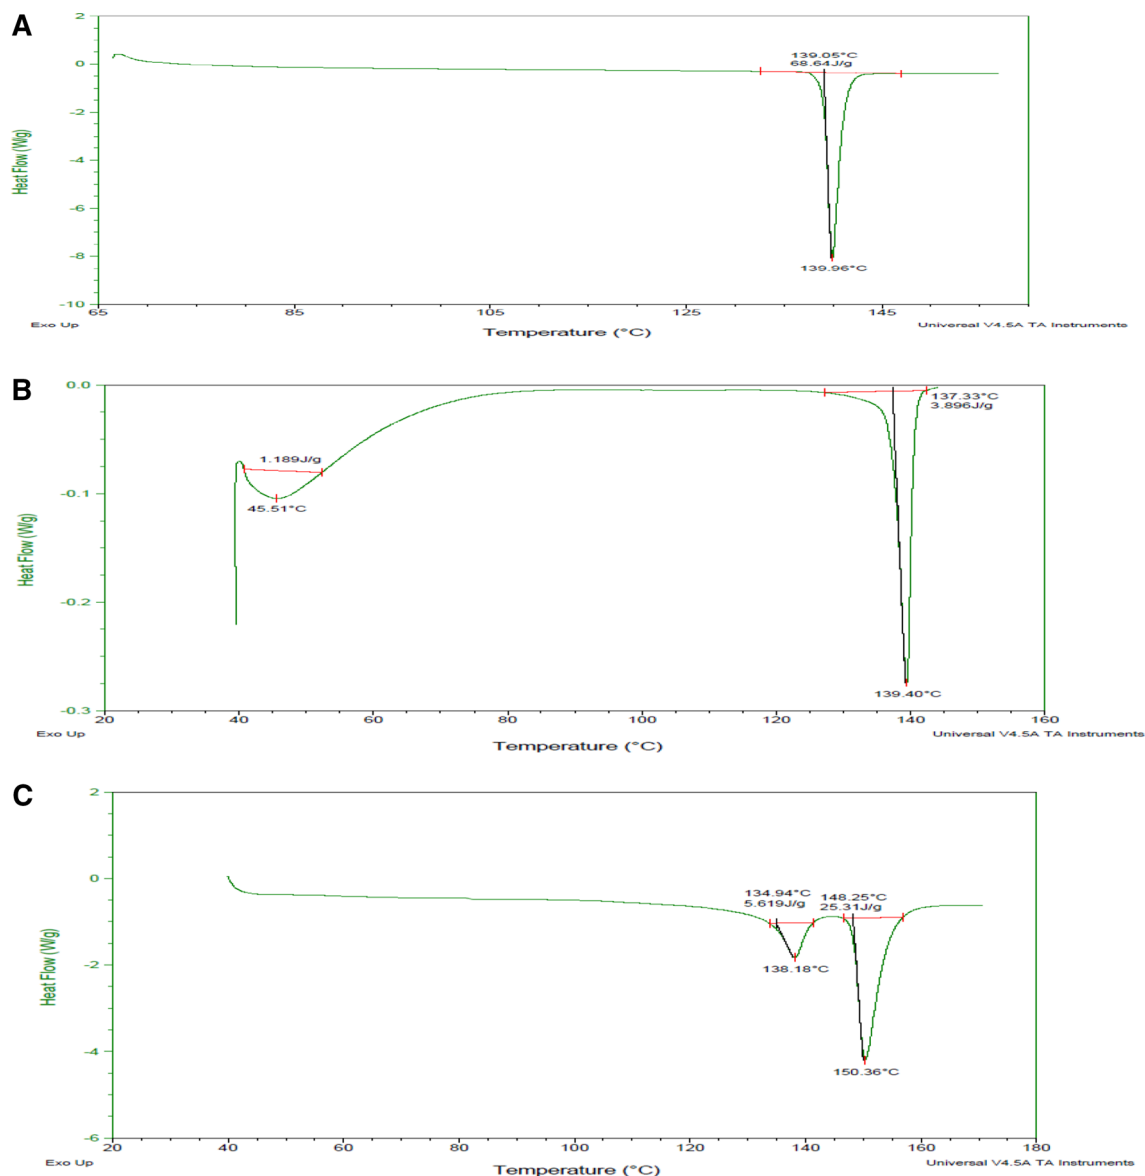 A
2
0
-2
-4
-6
-8
-10
Heat Flow (W/g)
139.05°C
68.64J/g
139.96°C
65
85
105
125
145
Exo Up
Temperature (°C)
Universal V4.5A TA Instruments
B
0.0
-0.1
-0.2
-0.3
Heat Flow (W/g)
1.189J/g
45.51°C
137.33°C
3.896J/g
139.40°C
20
40
60
80
100
120
140
160
Exo Up
Temperature (°C)
Universal V4.5A TA Instruments
C
2
0
-2
-4
-6
Heat Flow (W/g)
134.94°C
5.619J/g
148.25°C
25.31J/g
138.18°C
150.36°C
20
40
60
80
100
120
140
160
180
Exo Up
Temperature (°C)
Universal V4.5A TA Instruments